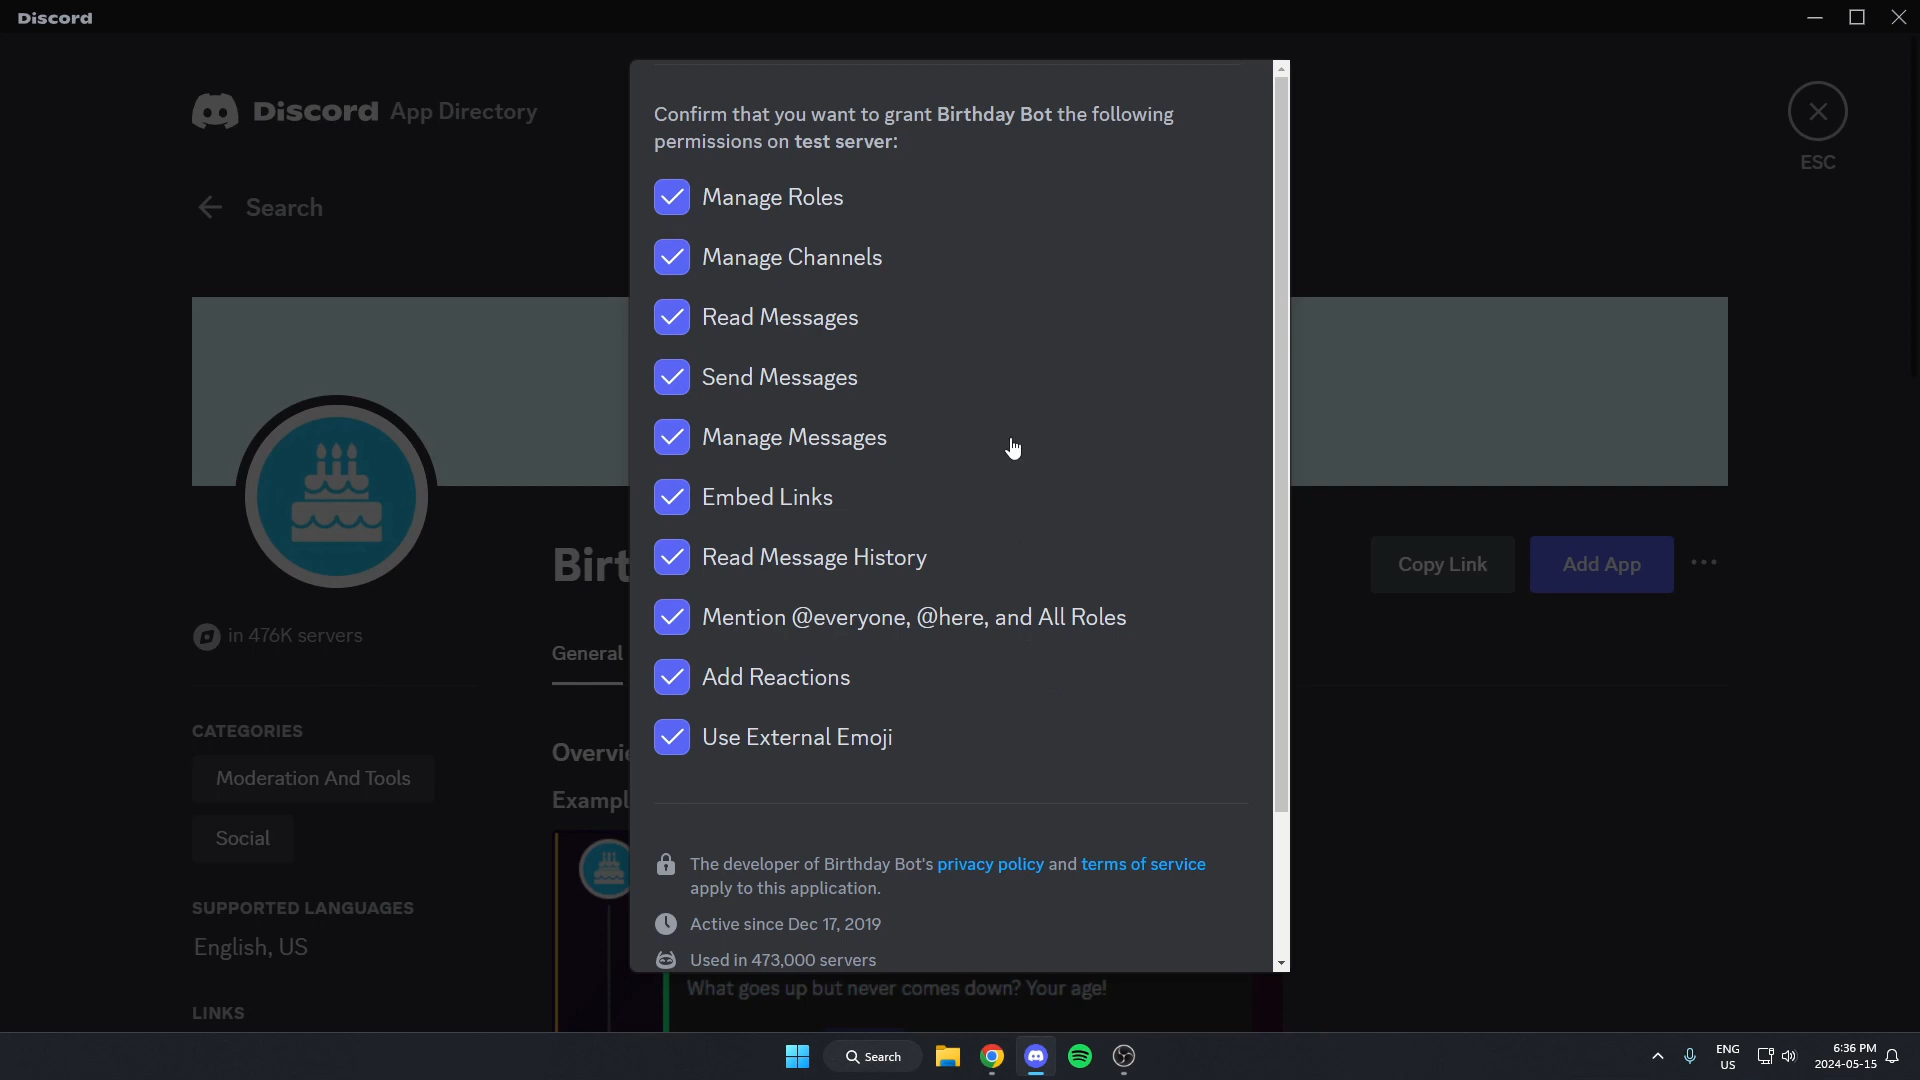 Discord
Discord App Directory
ESC
Search
Confirm that you want to grant Birthday Bot the following
permissions on test server:
Manage Roles
Manage Channels
Read Messages
Send Messages
Manage Messages
Embed Links
Read Message History
Mention @everyone, @here, and All Roles
Add Reactions
Use External Emoji
The developer of Birthday Bot's privacy policy and terms of service
apply to this application.
Active since Dec 17, 2019
Used in 473,000 servers
Birt
Copy Link
Add App
in 476K servers
General
CATEGORIES
Moderation And Tools
Social
SUPPORTED LANGUAGES
English, US
LINKS
Overvi
Exampl
What goes up but never comes down? Your age!
Search
ENG
US
6:36 PM
2024-05-15